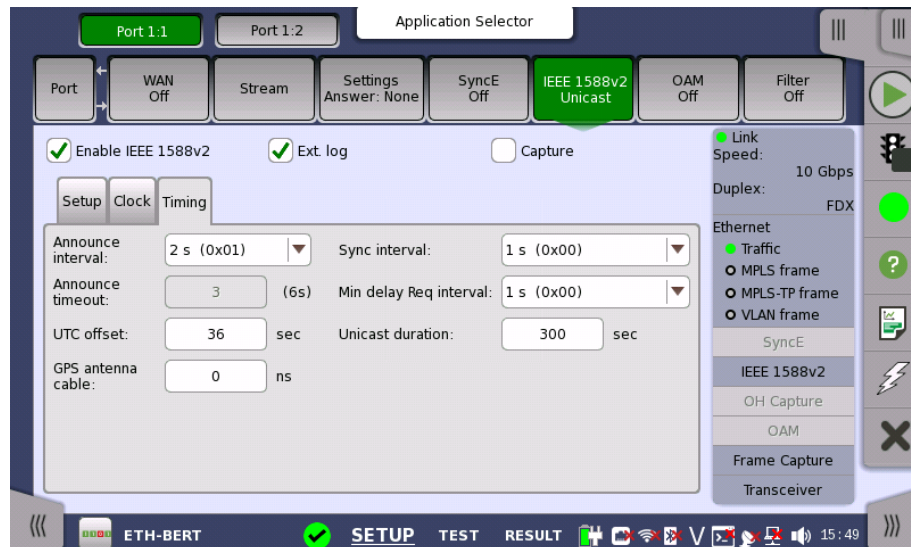 Application Selector
Port 1:1
Port 1:2
Port
WAN
Off
Stream
Settings
Answer: None
SyncE
Off
IEEE 1588v2
Unicast
OAM
Off
Filter
Off
Enable IEEE 1588v2
Ext. log
Capture
Setup
Clock
Timing
Announce
interval:
2 s (0x01)
Sync interval:
1 s (0x00)
Announce
timeout:
3
(6s)
Min delay Req interval:
1 s (0x00)
UTC offset:
36
sec
Unicast duration:
300
sec
GPS antenna
cable:
0
ns
Link
Speed:
10 Gbps
Duplex:
FDX
Ethernet
Traffic
MPLS frame
MPLS-TP frame
VLAN frame
SyncE
IEEE 1588v2
OH Capture
OAM
Frame Capture
Transceiver
ETH-BERT
SETUP
TEST
RESULT
V
15:49